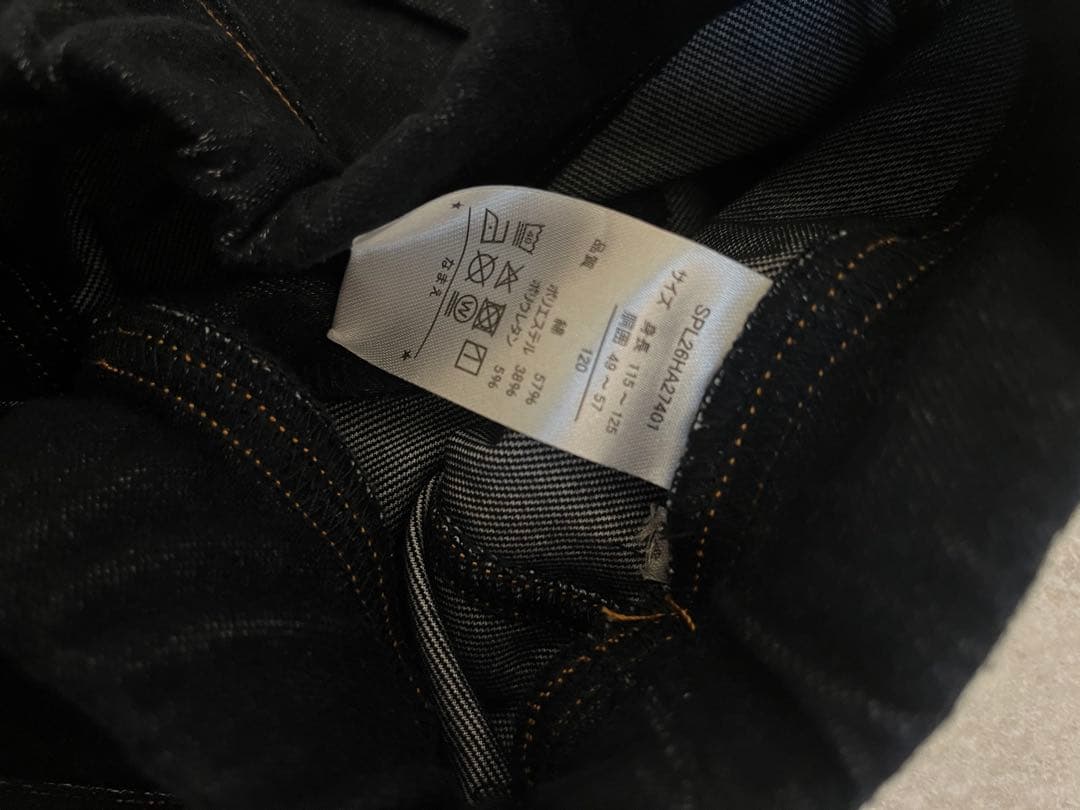 SPL26HA27401
サイズ 身長 115～125
胴囲 49～57
120
品質
綿 57%
ポリエステル 38%
ポリウレタン 5%
40
W
なまえ